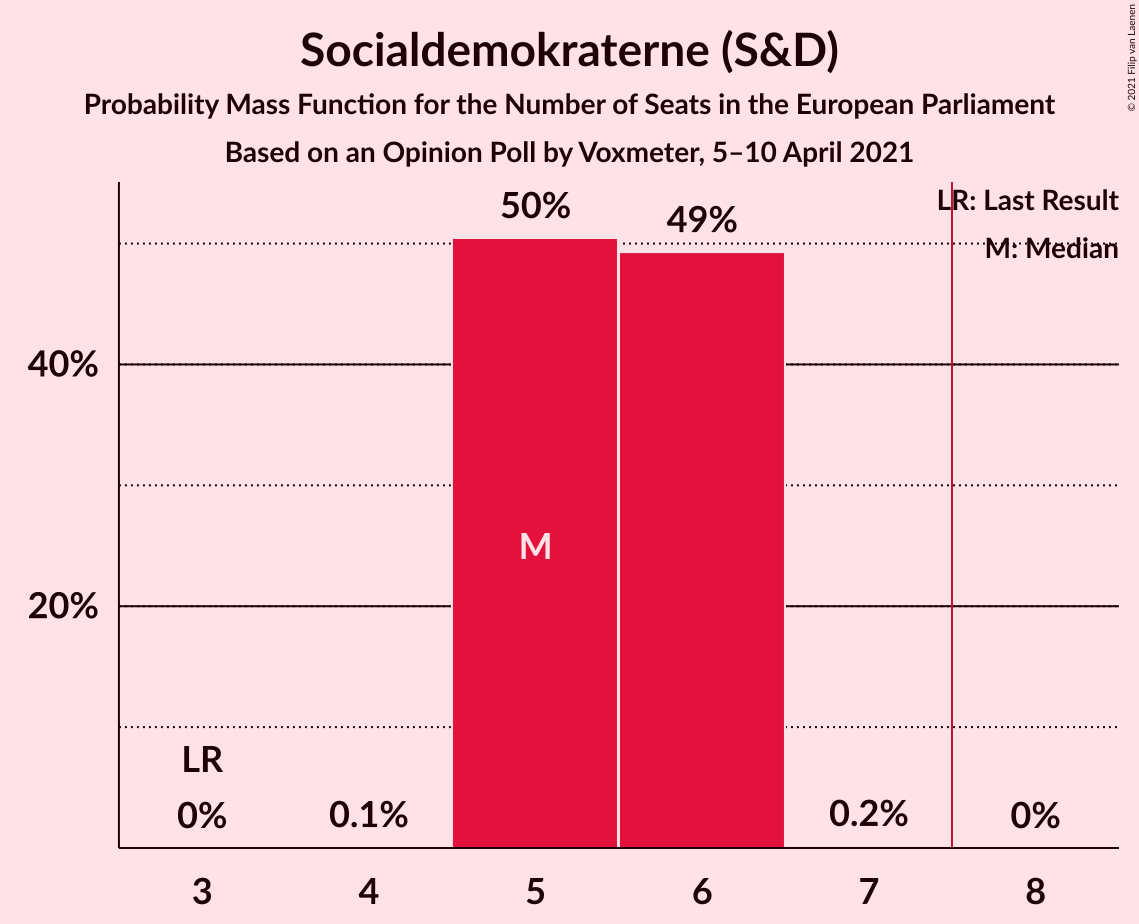 Socialdemokraterne (S&D)
Probability Mass Function for the Number of Seats in the European Parliament
Based on an Opinion Poll by Voxmeter, 5–10 April 2021
© 2021 Filip van Laenen
LR: Last Result
M: Median
50%
49%
40%
M
20%
LR
0%
0.1%
0.2%
0%
3
4
5
6
7
8